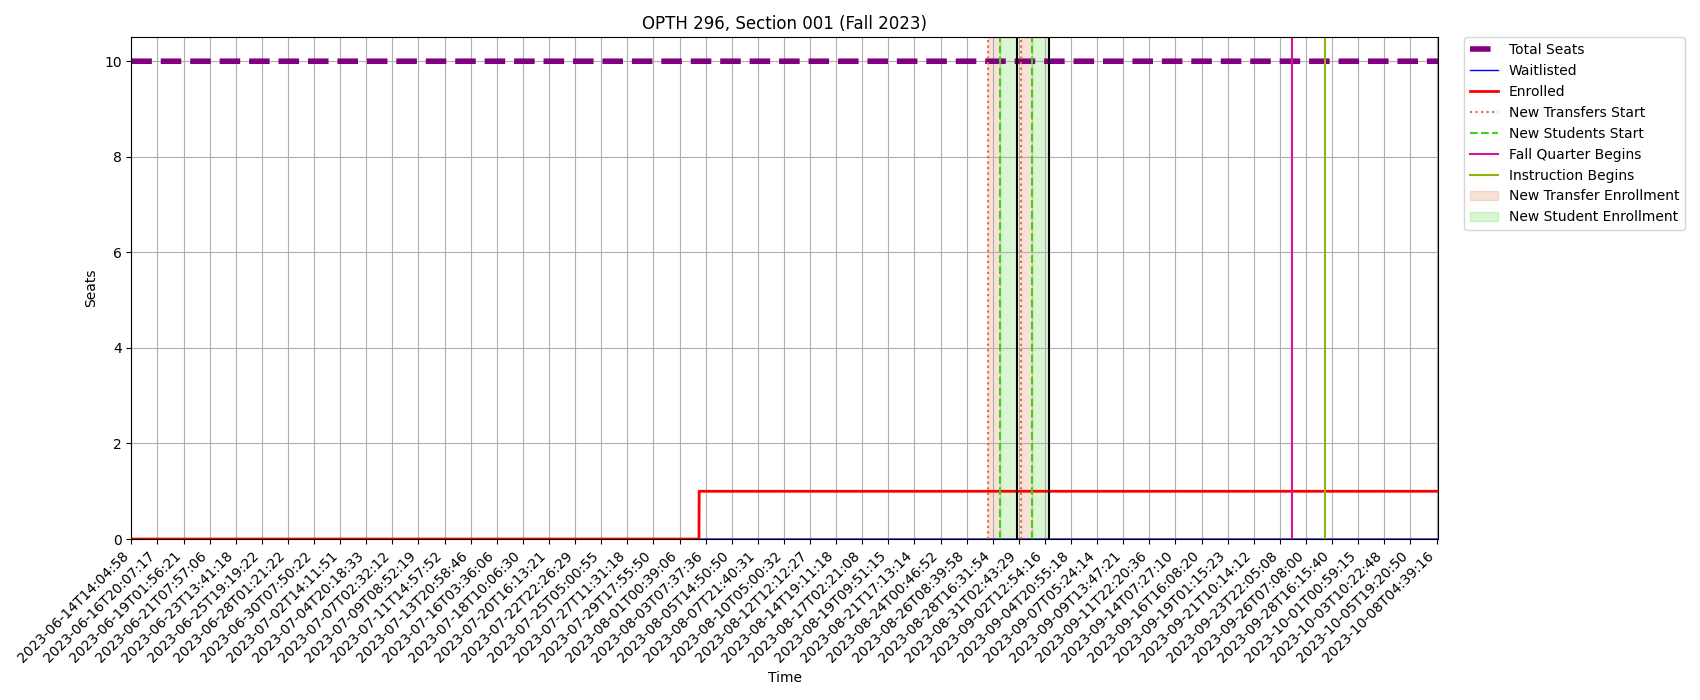 OPTH 296, Section 001 (Fall 2023)
10
8
6
4
2
0
Seats
Total Seats
Waitlisted
Enrolled
New Transfers Start
New Students Start
Fall Quarter Begins
Instruction Begins
New Transfer Enrollment
New Student Enrollment
2023-06-14T14:04:58
2023-06-16T20:07:17
2023-06-19T01:56:21
2023-06-21T07:57:06
2023-06-23T13:41:18
2023-06-25T19:19:22
2023-06-28T01:21:22
2023-06-30T07:50:22
2023-07-02T14:11:51
2023-07-04T20:18:33
2023-07-07T02:32:12
2023-07-09T08:52:19
2023-07-11T14:57:52
2023-07-13T20:58:46
2023-07-16T03:36:06
2023-07-18T10:06:30
2023-07-20T16:13:21
2023-07-22T22:26:29
2023-07-25T05:00:55
2023-07-27T11:31:18
2023-07-29T17:55:50
2023-08-01T00:39:06
2023-08-03T07:37:36
2023-08-05T14:50:50
2023-08-07T21:40:31
2023-08-10T05:00:32
2023-08-12T12:12:27
2023-08-14T19:11:18
2023-08-17T02:21:08
2023-08-19T09:51:15
2023-08-21T17:13:14
2023-08-24T00:46:52
2023-08-26T08:39:58
2023-08-28T16:31:54
2023-08-31T02:43:29
2023-09-02T12:54:16
2023-09-04T20:55:18
2023-09-07T05:24:14
2023-09-09T13:47:21
2023-09-11T22:20:36
2023-09-14T07:27:10
2023-09-16T16:08:20
2023-09-19T01:15:23
2023-09-21T10:14:12
2023-09-23T22:05:08
2023-09-26T07:08:00
2023-09-28T16:15:40
2023-10-01T00:59:15
2023-10-03T10:22:48
2023-10-05T19:20:50
2023-10-08T04:39:16
Time